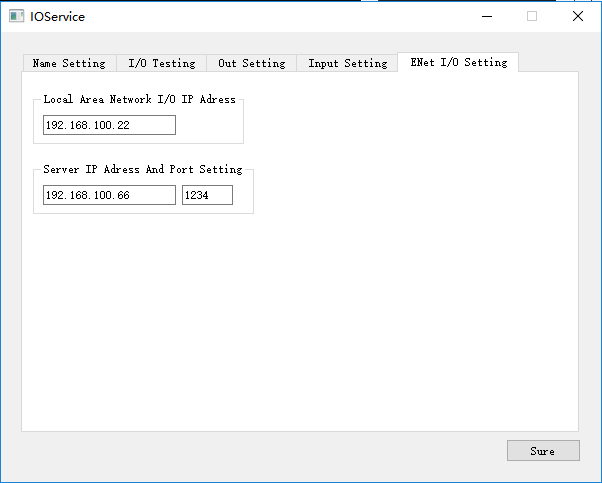 IOService
Name Setting I/O Testing Out Setting Input Setting ENet I/O Setting
Local Area Network I/O IP Adress
192.168.100.22
Server IP Adress And Port Setting
192.168.100.66 1234
Sure